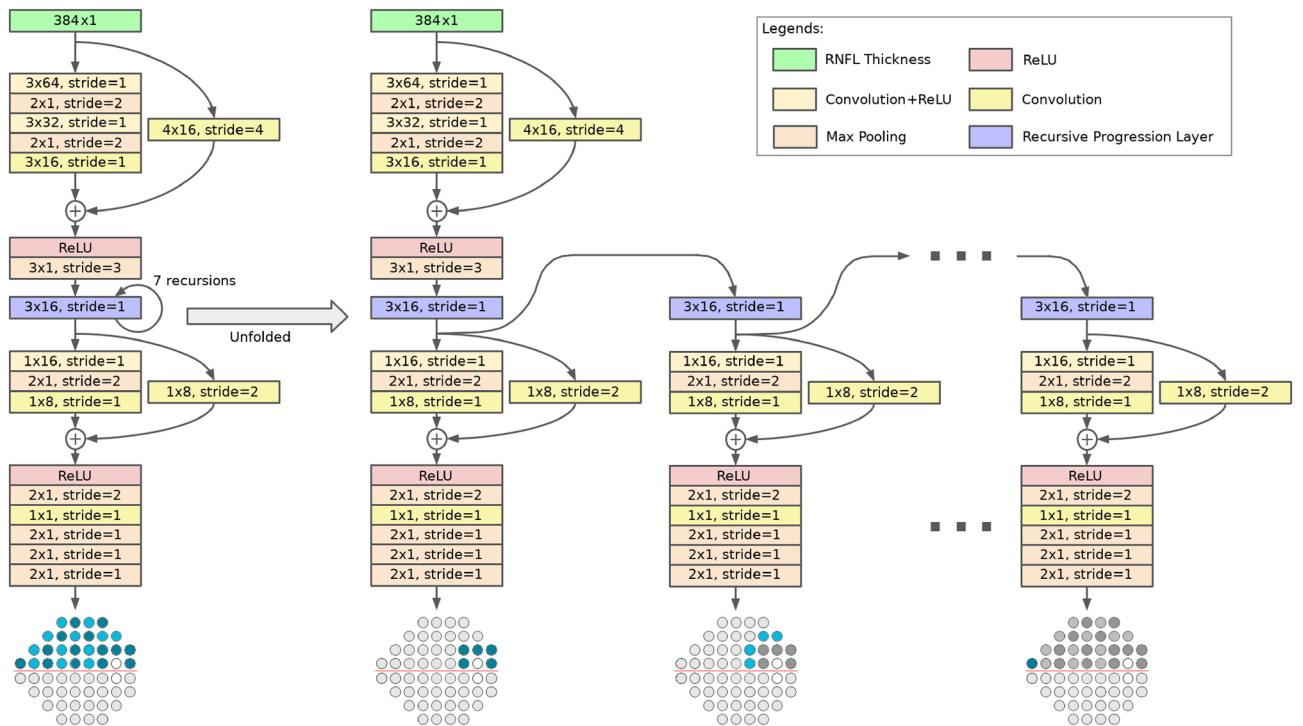 384x1
3x64, stride=1
2x1, stride=2
3x32, stride=1
2x1, stride=2
3x16, stride=1
4x16, stride=4
ReLU
3x1, stride=3
7 recursions
3x16, stride=1
1x16, stride=1
2x1, stride=2
1x8, stride=1
1x8, stride=2
ReLU
2x1, stride=2
1x1, stride=1
2x1, stride=1
2x1, stride=1
2x1, stride=1
Unfolded
384x1
3x64, stride=1
2x1, stride=2
3x32, stride=1
2x1, stride=2
3x16, stride=1
4x16, stride=4
ReLU
3x1, stride=3
3x16, stride=1
1x16, stride=1
2x1, stride=2
1x8, stride=1
1x8, stride=2
ReLU
2x1, stride=2
1x1, stride=1
2x1, stride=1
2x1, stride=1
2x1, stride=1
3x16, stride=1
1x16, stride=1
2x1, stride=2
1x8, stride=1
1x8, stride=2
ReLU
2x1, stride=2
1x1, stride=1
2x1, stride=1
2x1, stride=1
2x1, stride=1
3x16, stride=1
1x16, stride=1
2x1, stride=2
1x8, stride=1
1x8, stride=2
ReLU
2x1, stride=2
1x1, stride=1
2x1, stride=1
2x1, stride=1
2x1, stride=1
Legends:
RNFL Thickness
ReLU
Convolution+ReLU
Convolution
Max Pooling
Recursive Progression Layer